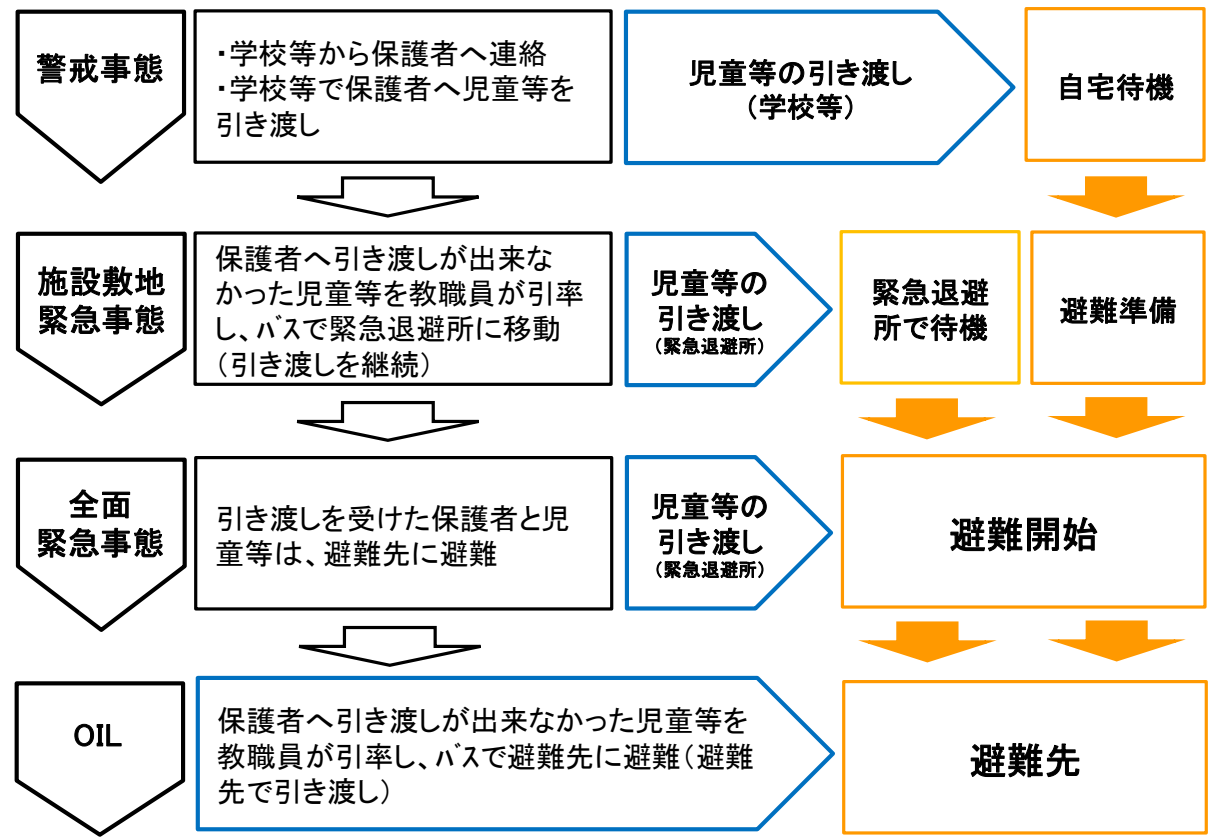 警戒事態
・学校等から保護者へ連絡
・学校等で保護者へ児童等を
引き渡し
児童等の引き渡し
（学校等）
自宅待機
施設敷地
緊急事態
保護者へ引き渡しが出来な
かった児童等を教職員が引率
し、バスで緊急退避所に移動
（引き渡しを継続）
児童等の
引き渡し
（緊急退避所）
緊急退避
所で待機
避難準備
全面
緊急事態
引き渡しを受けた保護者と児
童等は、避難先に避難
児童等の
引き渡し
（緊急退避所）
避難開始
OIL
保護者へ引き渡しが出来なかった児童等を
教職員が引率し、バスで避難先に避難（避難
先で引き渡し）
避難先